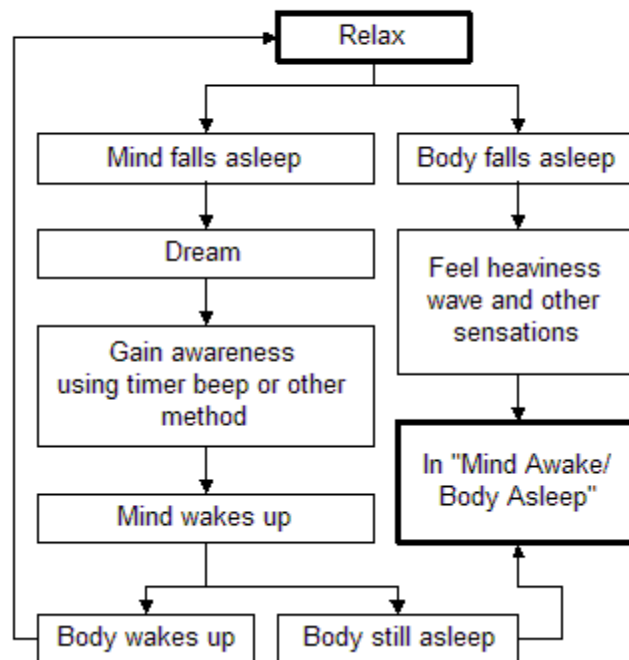 Relax
Mind falls asleep
Body falls asleep
Dream
Feel heaviness
wave and other
sensations
Gain awareness
using timer beep or other
method
In "Mind Awake/
Body Asleep"
Mind wakes up
Body wakes up
Body still asleep